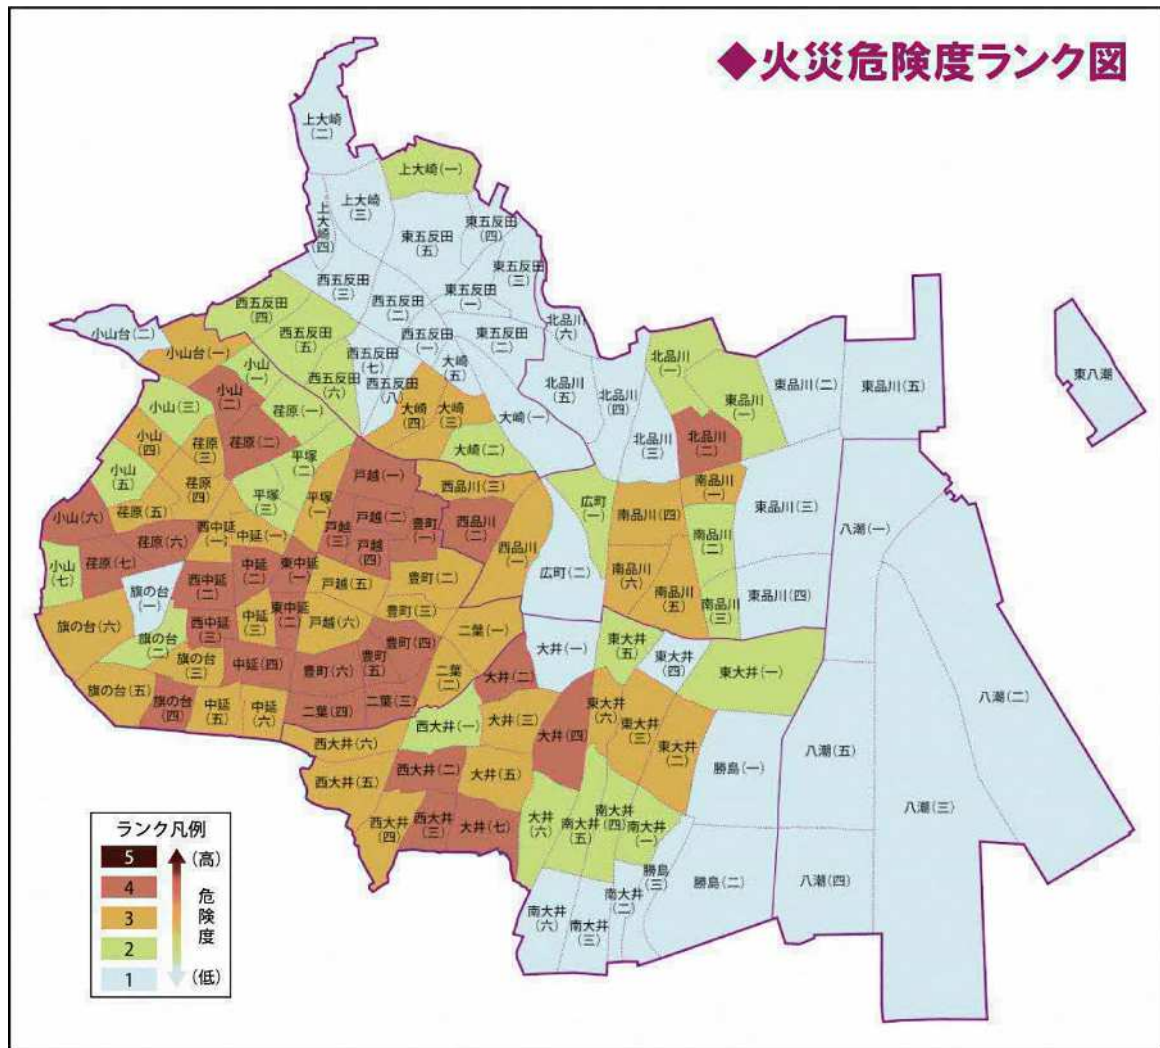 ◆火災危険度ランク図
上大崎
(二)
上大崎(一)
上大崎
(三)
上大崎(四)
東五反田
(四)
東五反田
(五)
東五反田
(三)
西五反田
(三)
東五反田
(一)
西五反田
(二)
西五反田
(四)
西五反田
(五)
西五反田
(一)
東五反田
(二)
北品川
(六)
小山台(二)
小山台(一)
小山
(一)
西五反田
(七)
西五反田
(六)
西五反田
(八)
大崎
(五)
北品川
(一)
東品川(二)
東品川(五)
東八潮
小山
(二)
小山(三)
荏原(一)
大崎
(四)
大崎
(三)
大崎(一)
北品川
(五)
北品川
(四)
東品川
(一)
小山
(四)
荏原
(三)
荏原(二)
平塚
(二)
大崎(二)
北品川
(三)
北品川
(二)
小山
(五)
荏原
(四)
平塚
(三)
平塚
(一)
戸越(一)
西品川(三)
広町
(一)
南品川
(一)
小山(六)
荏原(五)
西中延
(一)
中延(一)
戸越
(三)
戸越(二)
豊町
(一)
西品川
(二)
南品川(四)
南品川
(二)
東品川(三)
八潮(一)
荏原(六)
戸越
(四)
西品川
(一)
小山
(七)
荏原(七)
西中延
(二)
中延
(二)
東中延
(一)
戸越(五)
豊町(二)
広町(二)
南品川
(六)
南品川
(五)
南品川
(三)
東品川(四)
旗の台
(一)
旗の台(六)
旗の台
(二)
西中延
(三)
中延
(三)
東中延
(二)
戸越(六)
豊町(三)
豊町(四)
二葉(一)
大井(一)
東大井
(五)
東大井
(四)
東大井(一)
旗の台
(三)
中延(四)
豊町(六)
豊町
(五)
二葉
(二)
大井(二)
旗の台(五)
旗の台
(四)
中延
(五)
中延
(六)
二葉(四)
二葉(三)
西大井(一)
大井(三)
大井(四)
東大井
(六)
東大井
(三)
東大井
(二)
八潮(二)
西大井(六)
西大井(五)
西大井(二)
大井(五)
勝島(一)
八潮(五)
八潮(三)
西大井
(四)
西大井
(三)
大井(七)
大井
(六)
南大井
(五)
南大井
(四)
南大井
(一)
勝島
(三)
勝島(二)
八潮(四)
南大井
(六)
南大井
(三)
南大井
(二)
ランク凡例
5
4
3
2
1
(高)
危険度
(低)